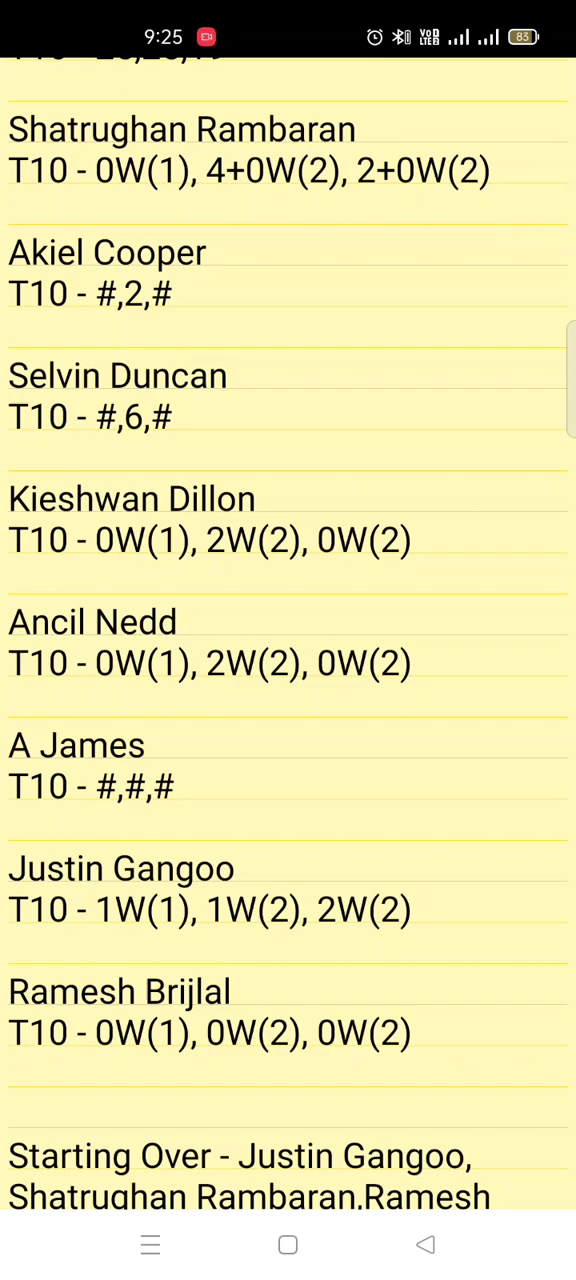 9:25
83
Shatrughan Rambaran
T10 - 0W(1), 4+0W(2), 2+0W(2)
Akiel Cooper
T10 - #,2,#
Selvin Duncan
T10 - #,6,#
Kieshwan Dillon
T10 - 0W(1), 2W(2), 0W(2)
Ancil Nedd
T10 - 0W(1), 2W(2), 0W(2)
A James
T10 - #,#,#
Justin Gangoo
T10 - 1W(1), 1W(2), 2W(2)
Ramesh Brijlal
T10 - 0W(1), 0W(2), 0W(2)
Starting Over - Justin Gangoo,
Shatrughan Rambaran,Ramesh